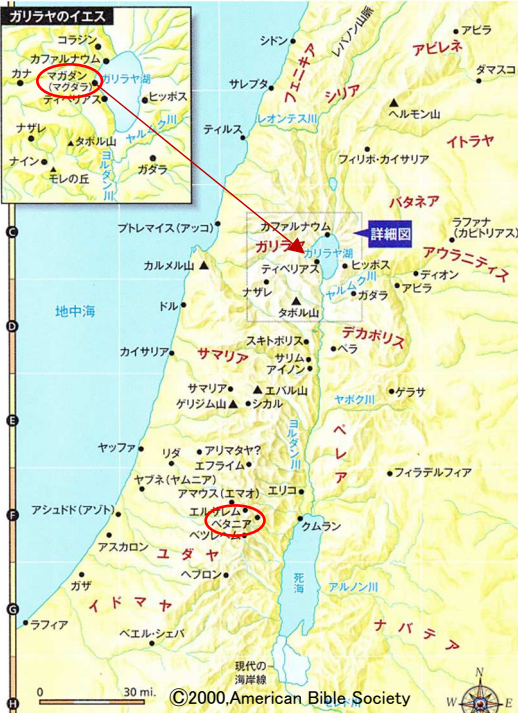 ガリラヤのイエス
コラジン
カファルナウム
カナ
マガダン
(マグダラ)
ガリラヤ湖
ティベリアス
ヒッポス
ヤルムク川
ナザレ
タボル山
ナイン
モレの丘
ヨルダン川
ガダラ
シドン
レバノン山脈
アビラ
アビレネ
フェニキア
ダマスコ
サレプタ
シリア
レオンテス川
ヘルモン山
ティルス
イトラヤ
フィリポ・カイサリア
バタネア
C
プトレマイス(アッコ)
カファルナウム
詳細図
ラファナ
(カピトリアス)
ガリラヤ
ガリラヤ湖
アウラニティス
カルメル山
ティベリアス
ヒッポス
ディオン
ヤルムク川
アビラ
ナザレ
ガダラ
ドル
タボル山
地中海
D
デカポリス
スキトポリス
ペラ
カイサリア
サマリア
サリム
アイノン
サマリア
エバル山
ゲリジム山
シカル
ヤボク川
ゲラサ
E
ヨルダン川
ペレア
ヤッファ
リダ
アリマタヤ?
エフライム
フィラデルフィア
ヤブネ(ヤムニア)
アマウス(エマオ)
エリコ
アシュドド(アゾト)
エルサレム
F
ベタニア
クムラン
アスカロン
ベツレヘム
ユダヤ
ガザ
ヘブロン
死海
アルノン川
イドマヤ
G
ラフィア
ナバテア
ベエル・シェバ
現代の
海岸線
N
0 30 mi.
W
E
H
©2000,American Bible Society